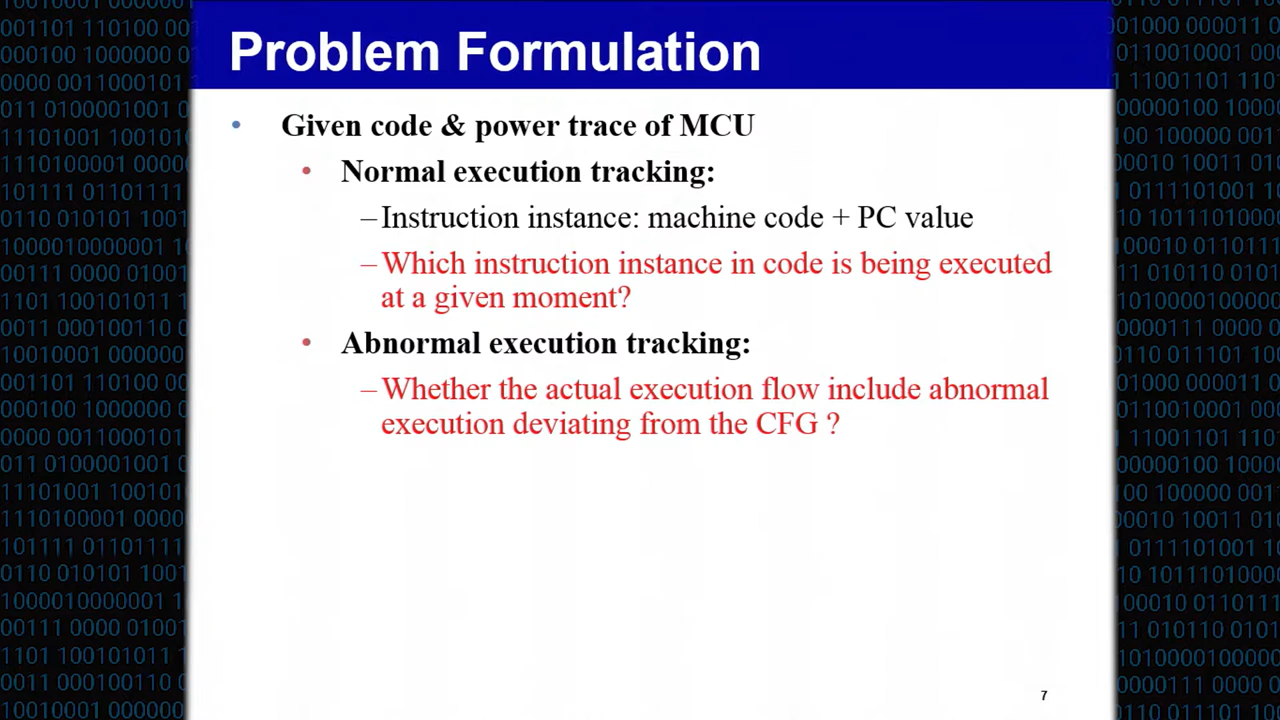 Problem Formulation
• Given code & power trace of MCU
• Normal execution tracking:
–Instruction instance: machine code + PC value
–Which instruction instance in code is being executed
at a given moment?
• Abnormal execution tracking:
–Whether the actual execution flow include abnormal
execution deviating from the CFG ?
7